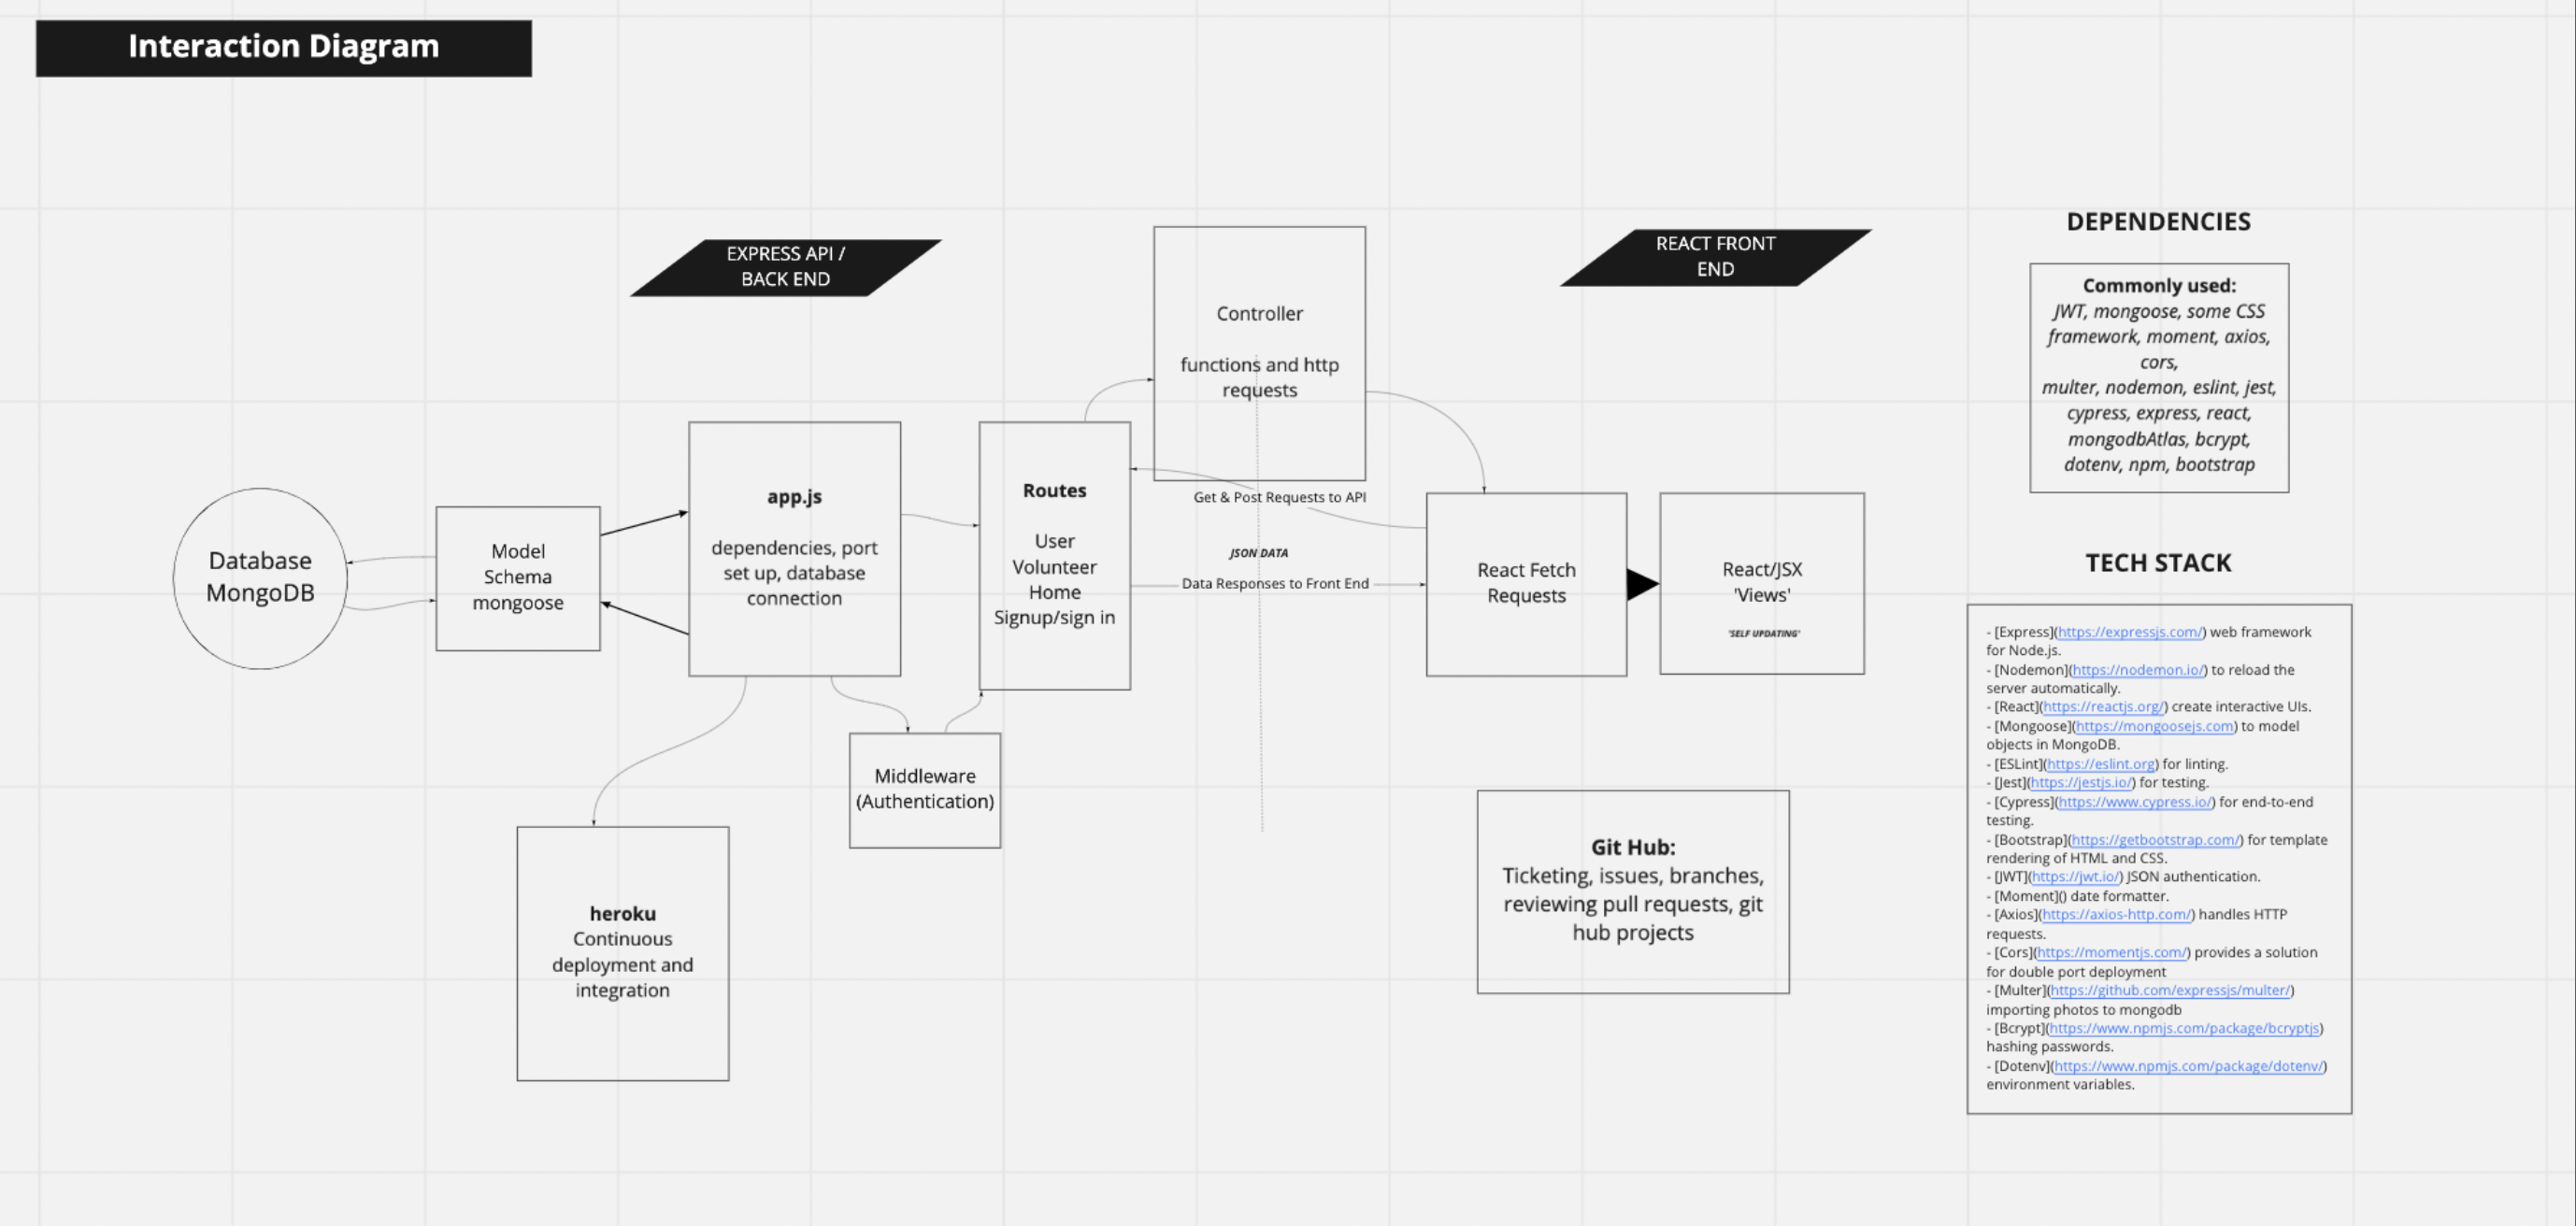 Interaction Diagram
EXPRESS API /
BACK END
REACT FRONT
END
Controller
functions and http
requests
Database
MongoDB
Model
Schema
mongoose
app.js
dependencies, port
set up, database
connection
Routes
User
Volunteer
Home
Signup/sign in
Get & Post Requests to API
JSON DATA
Data Responses to Front End
React Fetch
Requests
React/JSX
'Views'
'SELF UPDATING'
Middleware
(Authentication)
heroku
Continuous
deployment and
integration
Git Hub:
Ticketing, issues, branches,
reviewing pull requests, git
hub projects
DEPENDENCIES
Commonly used:
JWT, mongoose, some CSS
framework, moment, axios,
cors,
multer, nodemon, eslint, jest,
cypress, express, react,
mongodbAtlas, bcrypt,
dotenv, npm, bootstrap
TECH STACK
- [Express](https://expressjs.com/) web framework
for Node.js.
- [Nodemon](https://nodemon.io/) to reload the
server automatically.
- [React](https://reactjs.org/) create interactive UIs.
- [Mongoose](https://mongoosejs.com) to model
objects in MongoDB.
- [ESLint](https://eslint.org) for linting.
- [Jest](https://jestjs.io/) for testing.
- [Cypress](https://www.cypress.io/) for end-to-end
testing.
- [Bootstrap](https://getbootstrap.com/) for template
rendering of HTML and CSS.
- [JWT](https://jwt.io/) JSON authentication.
- [Moment]() date formatter.
- [Axios](https://axios-http.com/) handles HTTP
requests.
- [Cors](https://momentjs.com/) provides a solution
for double port deployment
- [Multer](https://github.com/expressjs/multer/)
importing photos to mongodb
- [Bcrypt](https://www.npmjs.com/package/bcryptjs)
hashing passwords.
- [Dotenv](https://www.npmjs.com/package/dotenv/)
environment variables.